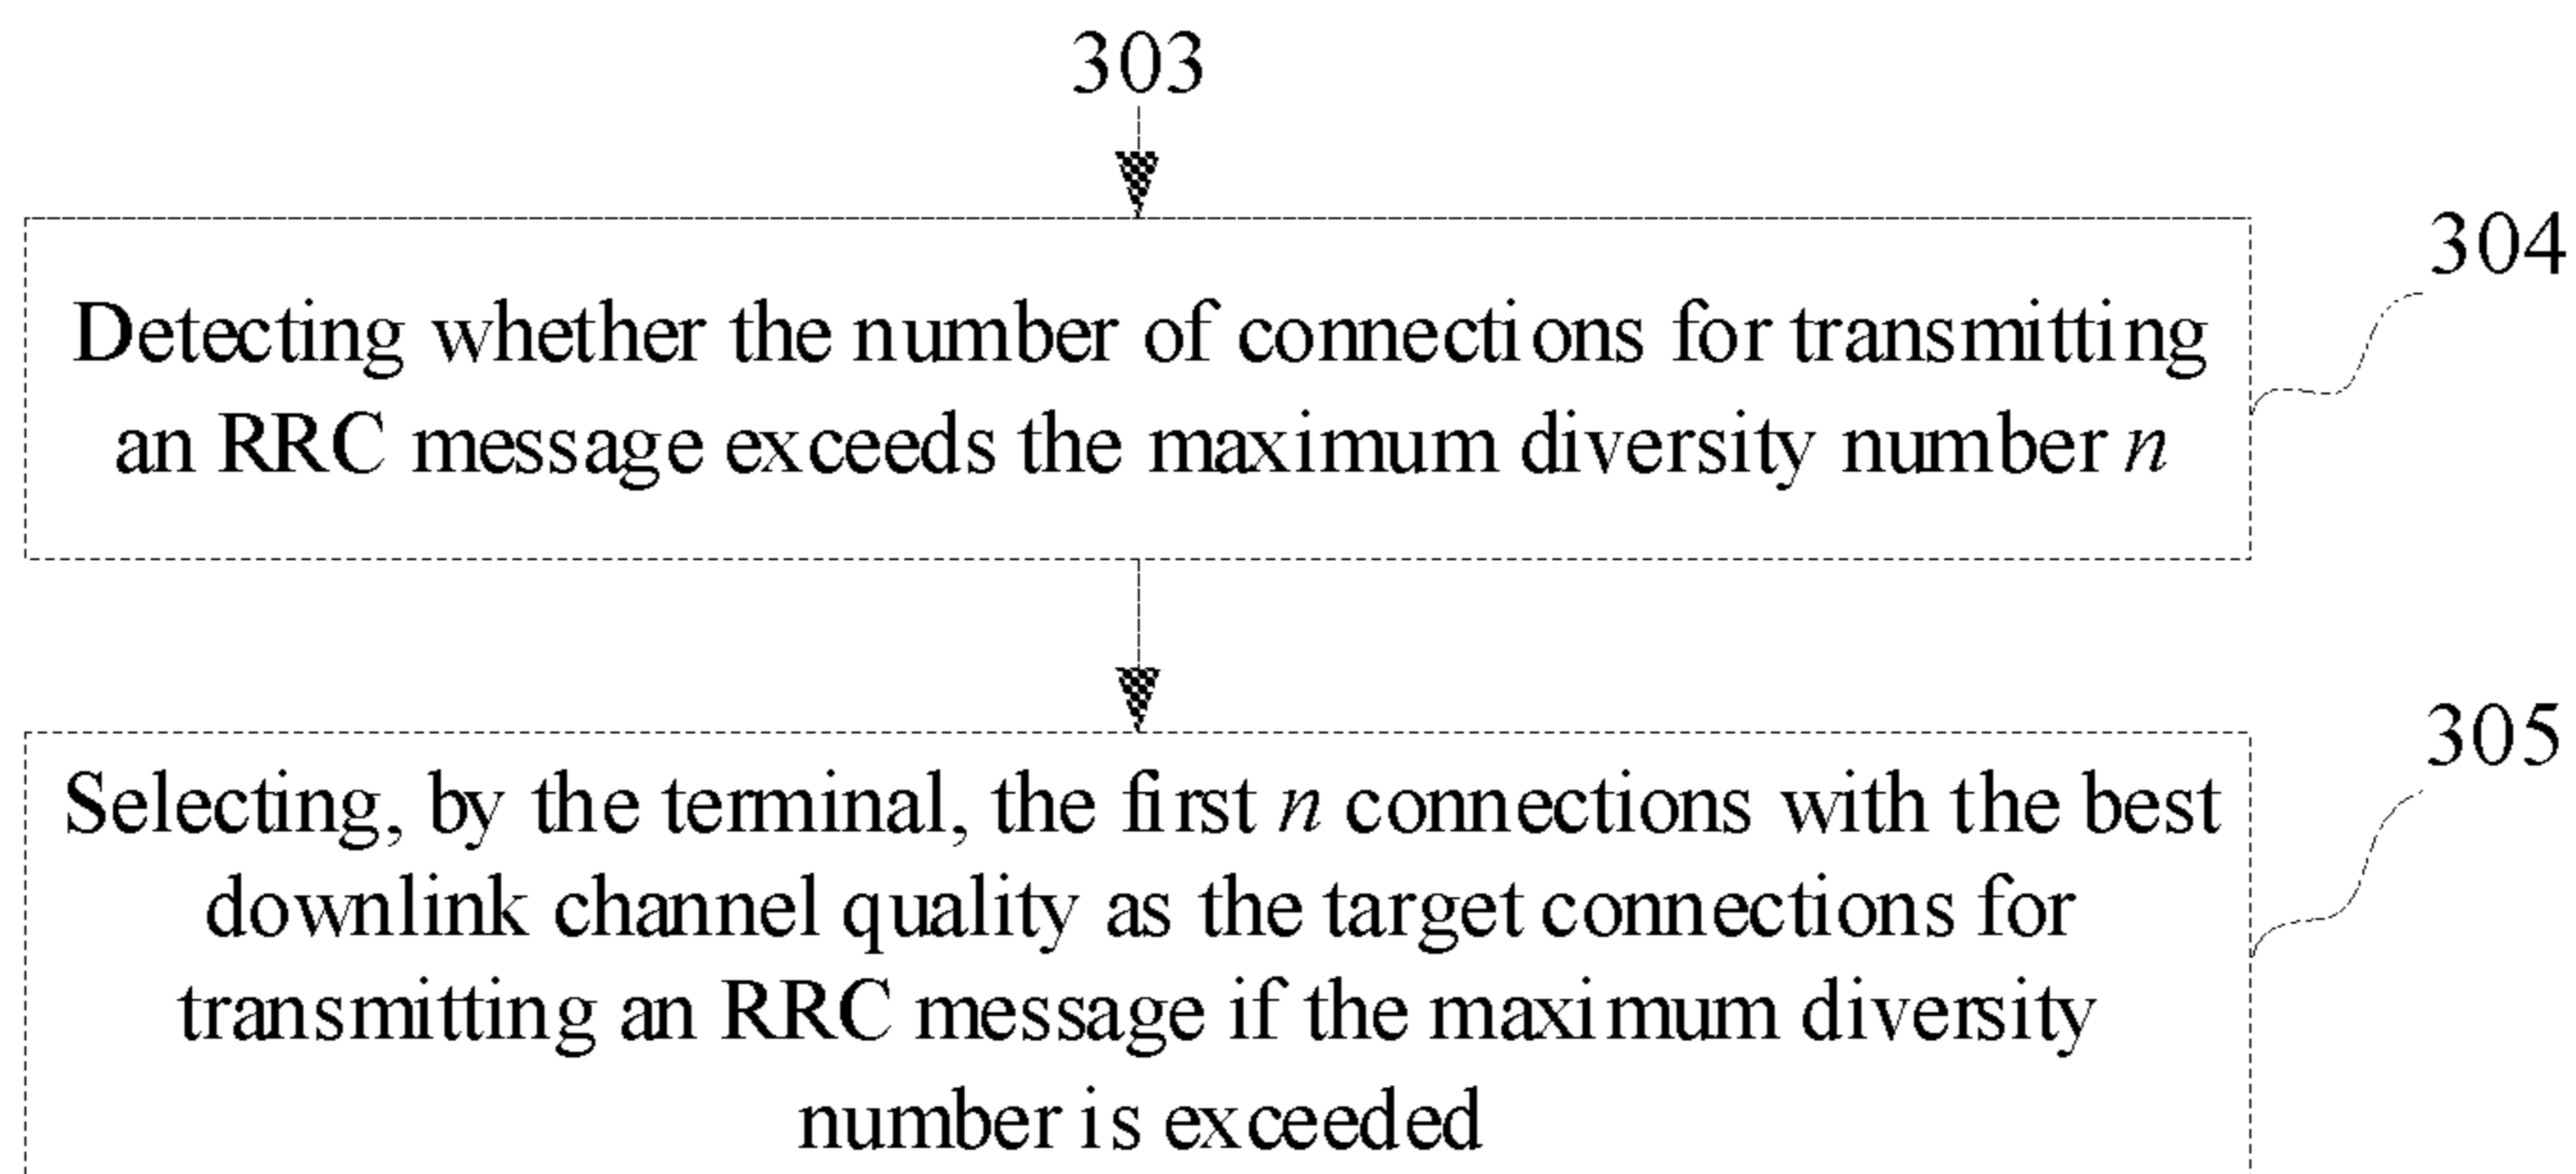 303
304
Detecting whether the number of connections for transmitting
an RRC message exceeds the maximum diversity number n
305
Selecting, by the terminal, the first n connections with the best
downlink channel quality as the target connections for
transmitting an RRC message if the maximum diversity
number is exceeded